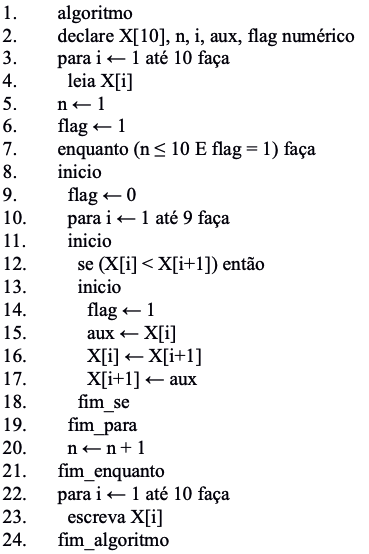 1. algoritmo
2. declare X[10], n, i, aux, flag numérico
3. para i ← 1 até 10 faça
4. leia X[i]
5. n ← 1
6. flag ← 1
7. enquanto (n ≤ 10 E flag = 1) faça
8. inicio
9. flag ← 0
10. para i ← 1 até 9 faça
11. inicio
12. se (X[i] < X[i+1]) então
13. inicio
14. flag ← 1
15. aux ← X[i]
16. X[i] ← X[i+1]
17. X[i+1] ← aux
18. fim_se
19. fim_para
20. n ← n + 1
21. fim_enquanto
22. para i ← 1 até 10 faça
23. escreva X[i]
24. fim_algoritmo